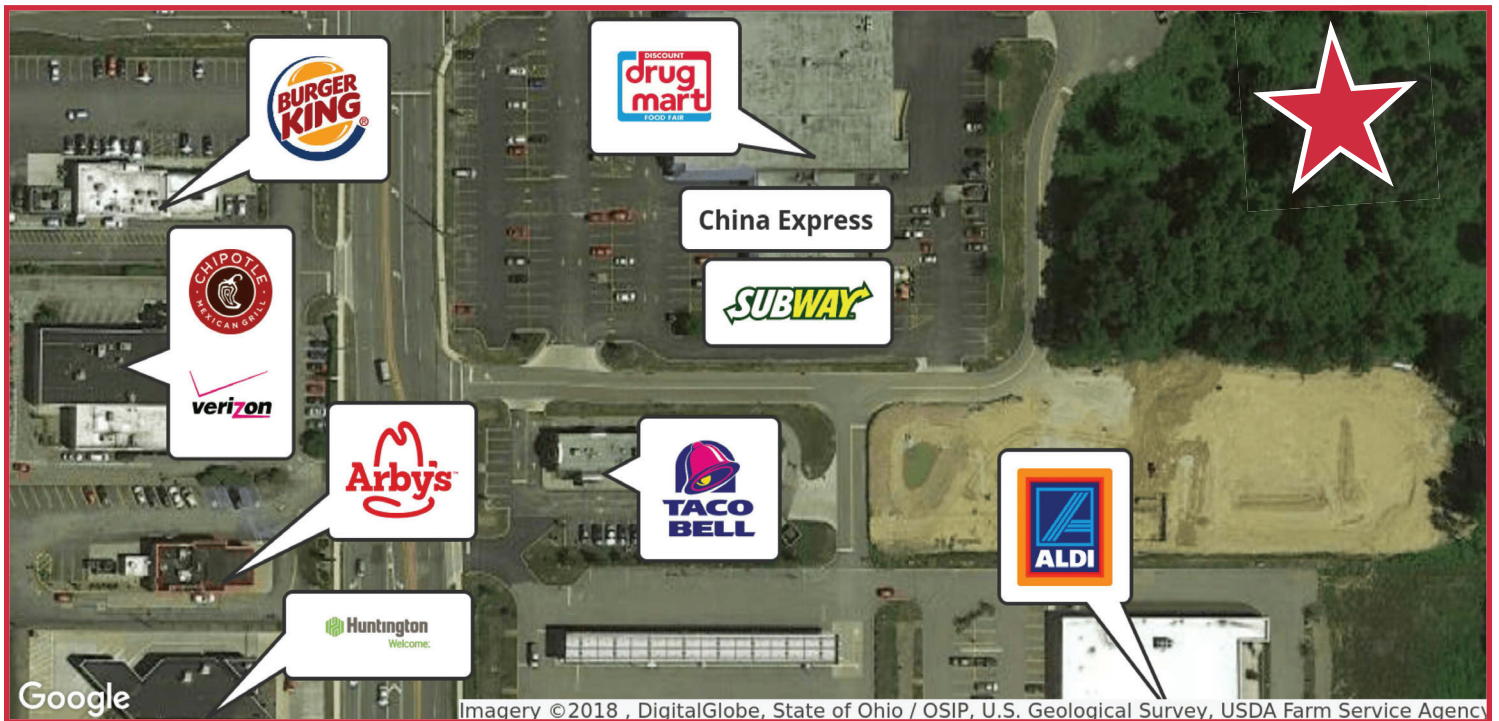 BURGER
KING®
DISCOUNT
drug
mart
FOOD FAIR
China Express
SUBWAY
CHIPOTLE
MEXICAN GRILL
verizon
Arby's™
TACO
BELL
ALDI
Huntington
Welcome.
Google
Imagery ©2018 , DigitalGlobe, State of Ohio / OSIP, U.S. Geological Survey, USDA Farm Service Agency